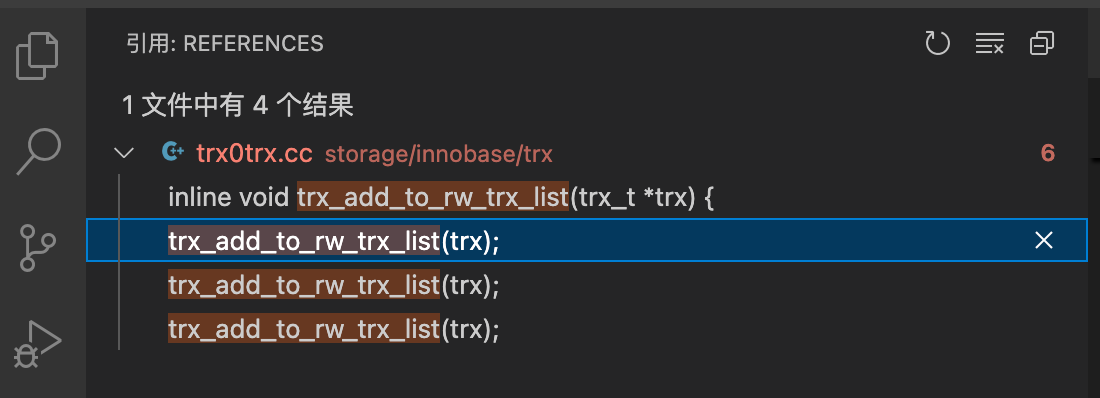 引用: REFERENCES
1 文件中有 4 个结果
trx0trx.cc storage/innobase/trx 6
inline void trx_add_to_rw_trx_list(trx_t *trx) {
trx_add_to_rw_trx_list(trx);
trx_add_to_rw_trx_list(trx);
trx_add_to_rw_trx_list(trx);